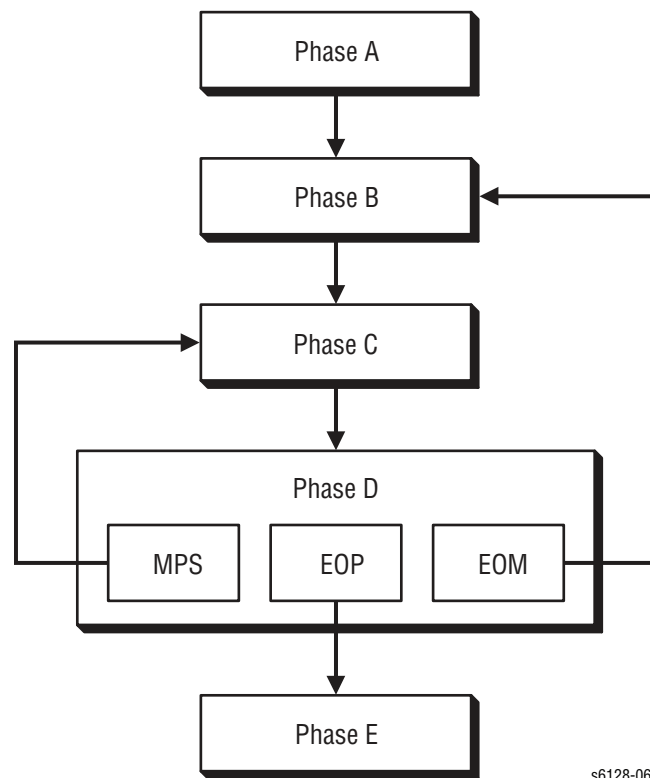 Phase A
Phase B
Phase C
Phase D
MPS
EOP
EOM
Phase E
s6128-06